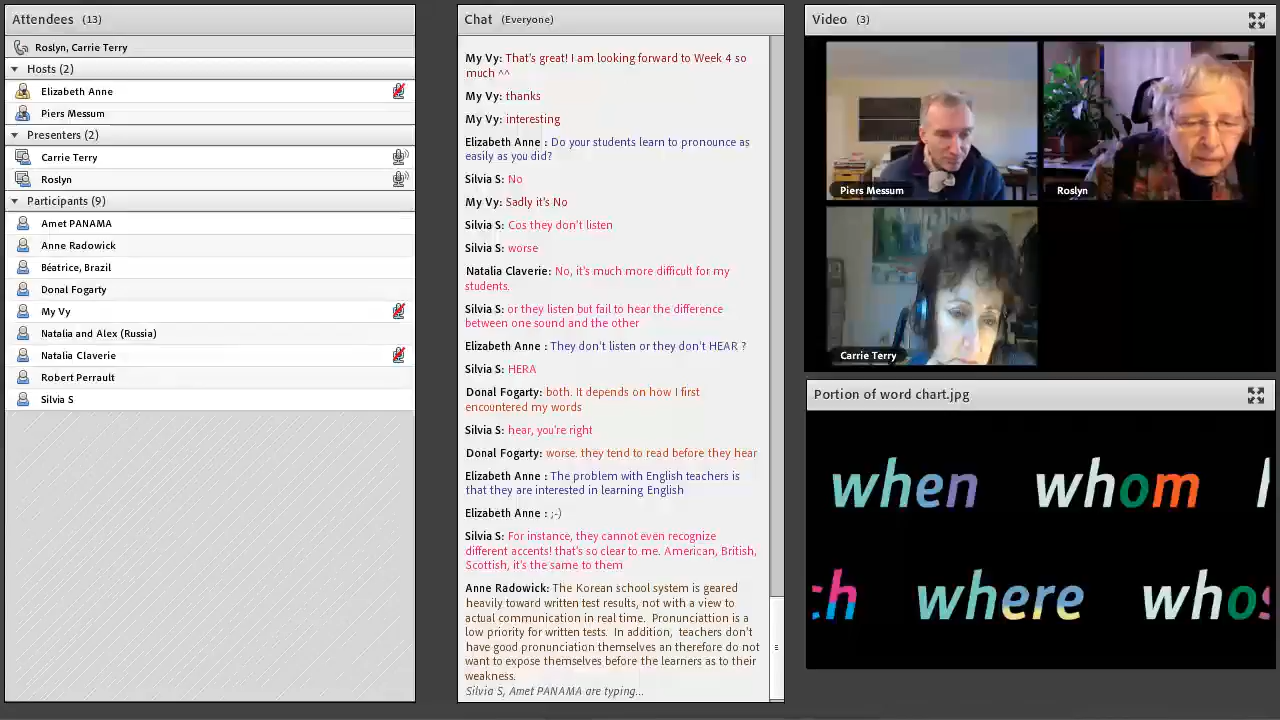 Attendees (13)
Roslyn, Carrie Terry
Hosts (2)
Elizabeth Anne
Piers Messum
Presenters (2)
Carrie Terry
Roslyn
Participants (9)
Amet PANAMA
Anne Radowick
Béatrice, Brazil
Donal Fogarty
My Vy
Natalia and Alex (Russia)
Natalia Claverie
Robert Perrault
Silvia S
Chat (Everyone)
My Vy: That's great! I am looking forward to Week 4 so
much ^^
My Vy: thanks
My Vy: interesting
Elizabeth Anne : Do your students learn to pronounce as
easily as you did?
Silvia S: No
My Vy: Sadly it's No
Silvia S: Cos they don't listen
Silvia S: worse
Natalia Claverie: No, it's much more difficult for my
students.
Silvia S: or they listen but fail to hear the difference
between one sound and the other
Elizabeth Anne : They don't listen or they don't HEAR ?
Silvia S: HERA
Donal Fogarty: both. It depends on how I first
encountered my words
Silvia S: hear, you're right
Donal Fogarty: worse. they tend to read before they hear
Elizabeth Anne : The problem with English teachers is
that they are interested in learning English
Elizabeth Anne : ;-)
Silvia S: For instance, they cannot even recognize
different accents! that's so clear to me. American, British,
Scottish, it's the same to them
Anne Radowick: The Korean school system is geared
heavily toward written test results, not with a view to
actual communication in real time. Pronunciattion is a
low priority for written tests. In addition, teachers don't
have good pronunciation themselves an therefore do not
want to expose themselves before the learners as to their
weakness.
Silvia S, Amet PANAMA are typing...
Video (3)
Piers Messum
Roslyn
Carrie Terry
Portion of word chart.jpg
when whom
ch where whos